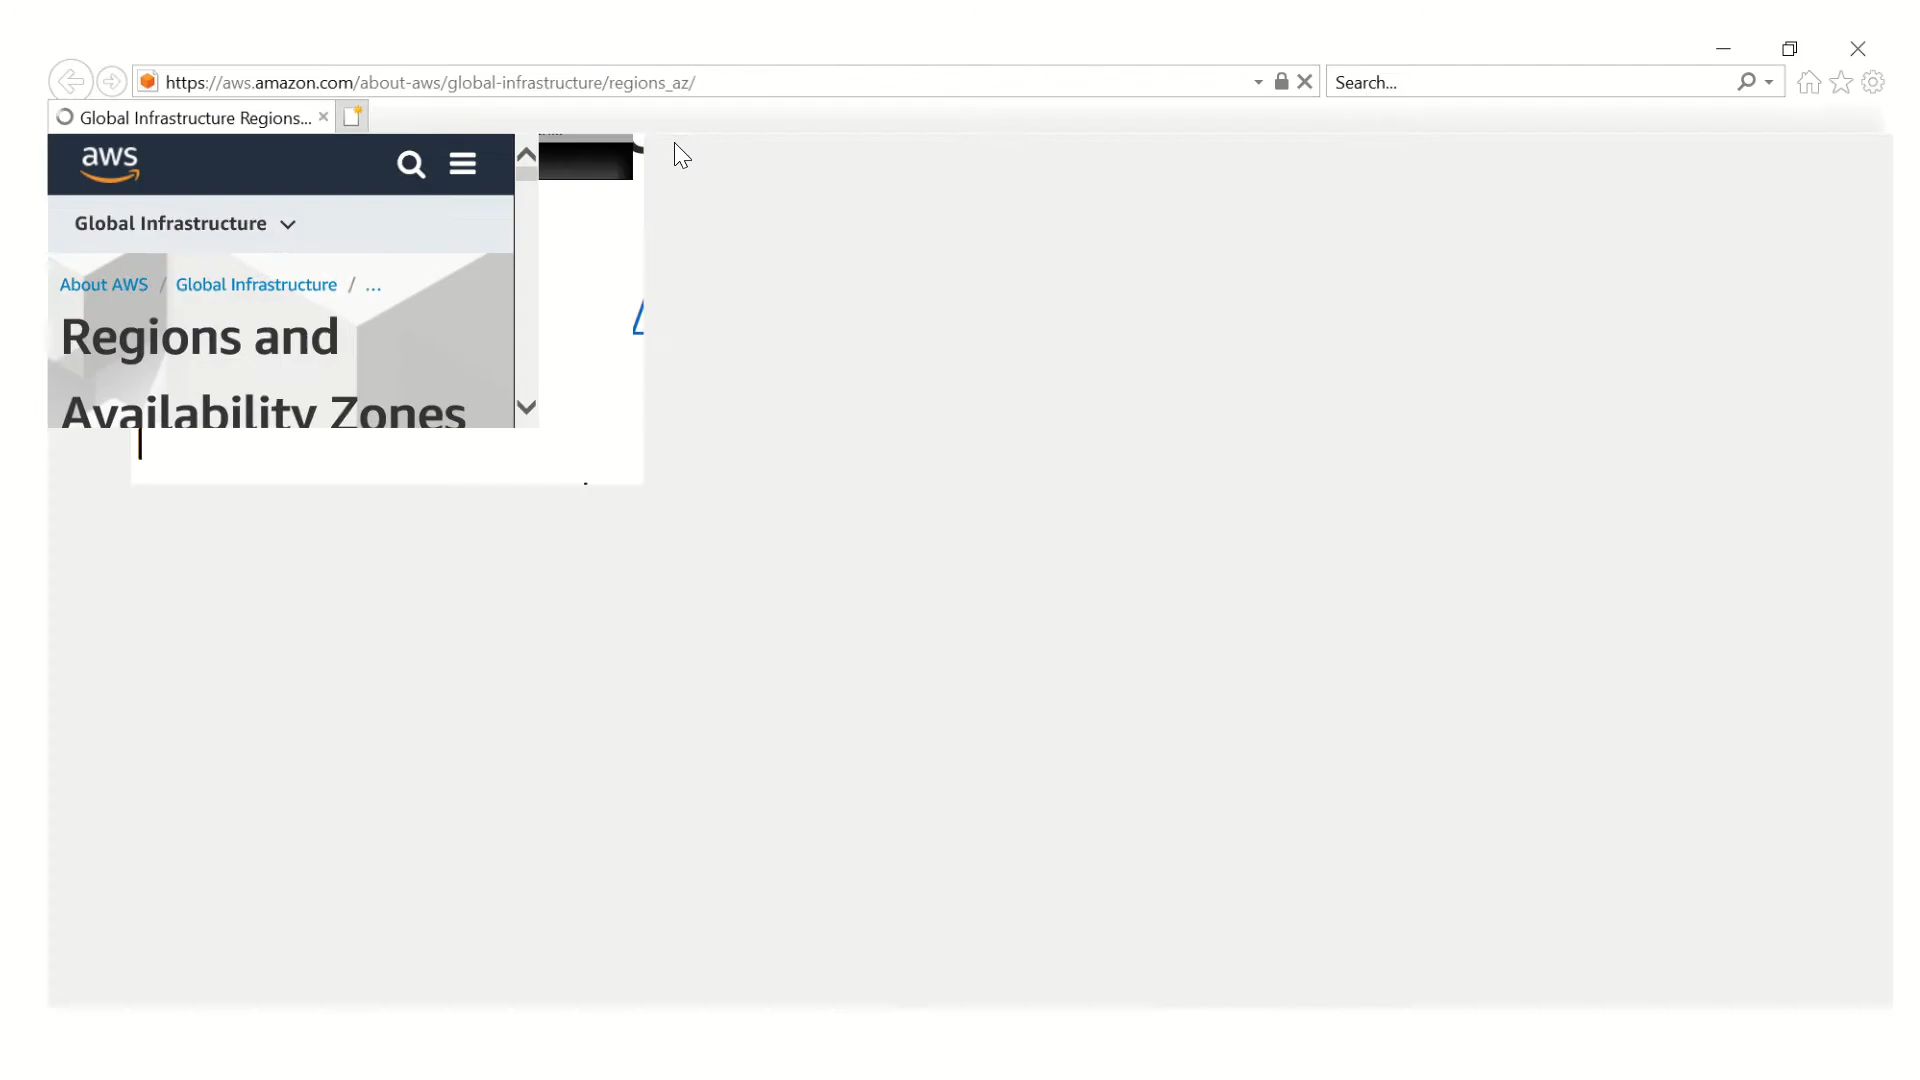 https://aws.amazon.com/about-aws/global-infrastructure/regions_az/
Search...
Global Infrastructure Regions...
aws
Global Infrastructure
About AWS / Global Infrastructure / ...
Regions and
Availability Zones